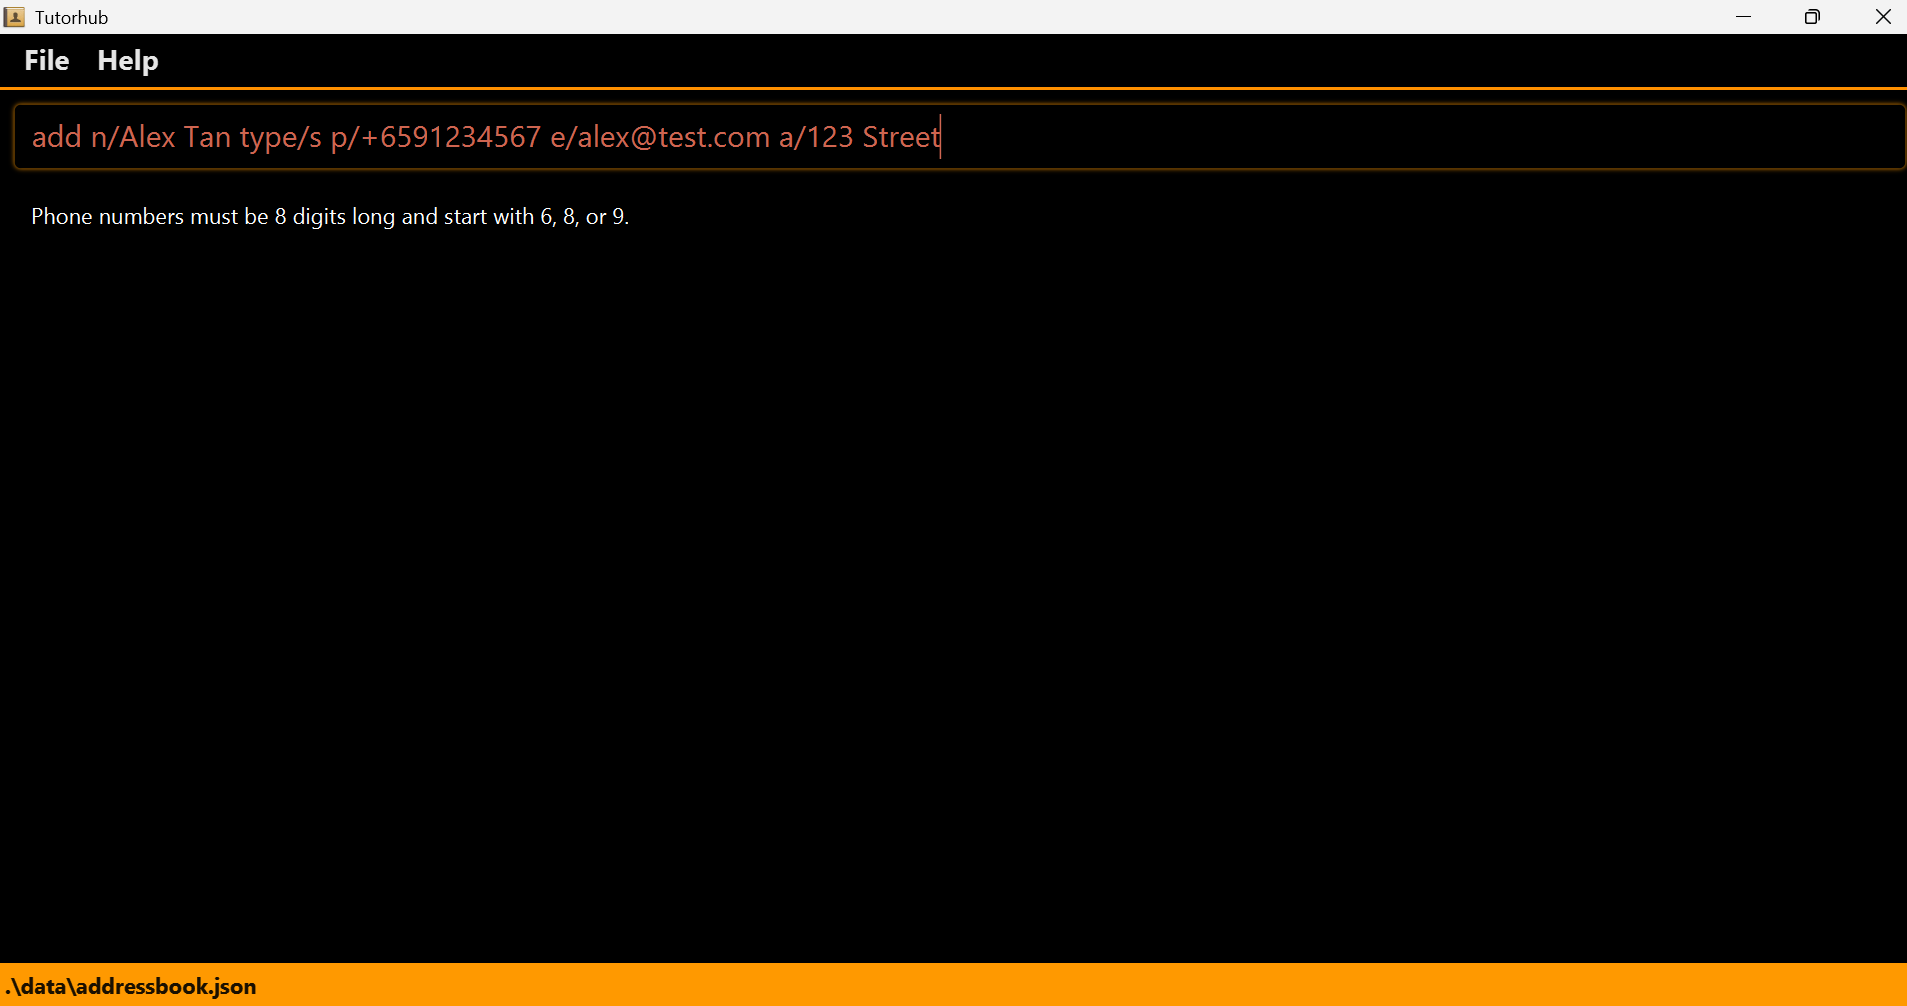 Tutorhub
File Help
add n/Alex Tan type/s p/+6591234567 e/alex@test.com a/123 Street
Phone numbers must be 8 digits long and start with 6, 8, or 9.
.\data\addressbook.json